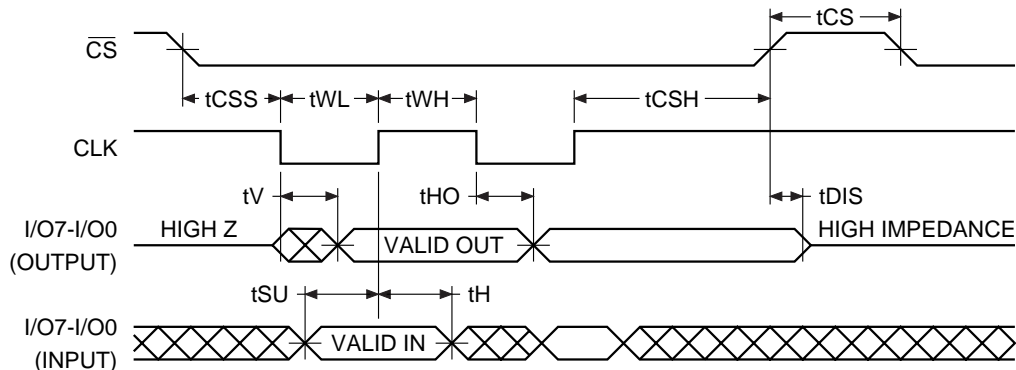 tCS
CS
tCSS tWL tWH tCSH
CLK
tV tHO tDIS
I/O7-I/O0
(OUTPUT)
HIGH Z VALID OUT HIGH IMPEDANCE
tSU tH
I/O7-I/O0
(INPUT)
VALID IN